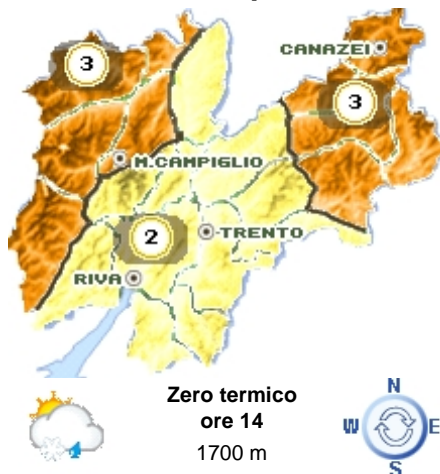 CANAZEI
3
3
M.CAMPIGLIO
2
TRENTO
RIVA
Zero termico
ore 14
1700 m
N
W E
S